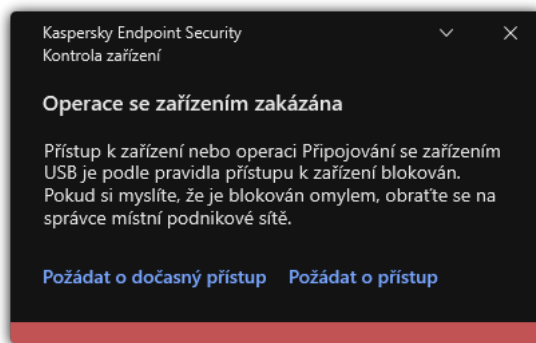 Kaspersky Endpoint Security
Kontrola zařízení
Operace se zařízením zakázána
Přístup k zařízení nebo operaci Připojování se zařízením
USB je podle pravidla přístupu k zařízení blokován.
Pokud si myslíte, že je blokován omylem, obraťte se na
správce místní podnikové sítě.
Požádat o dočasný přístup Požádat o přístup